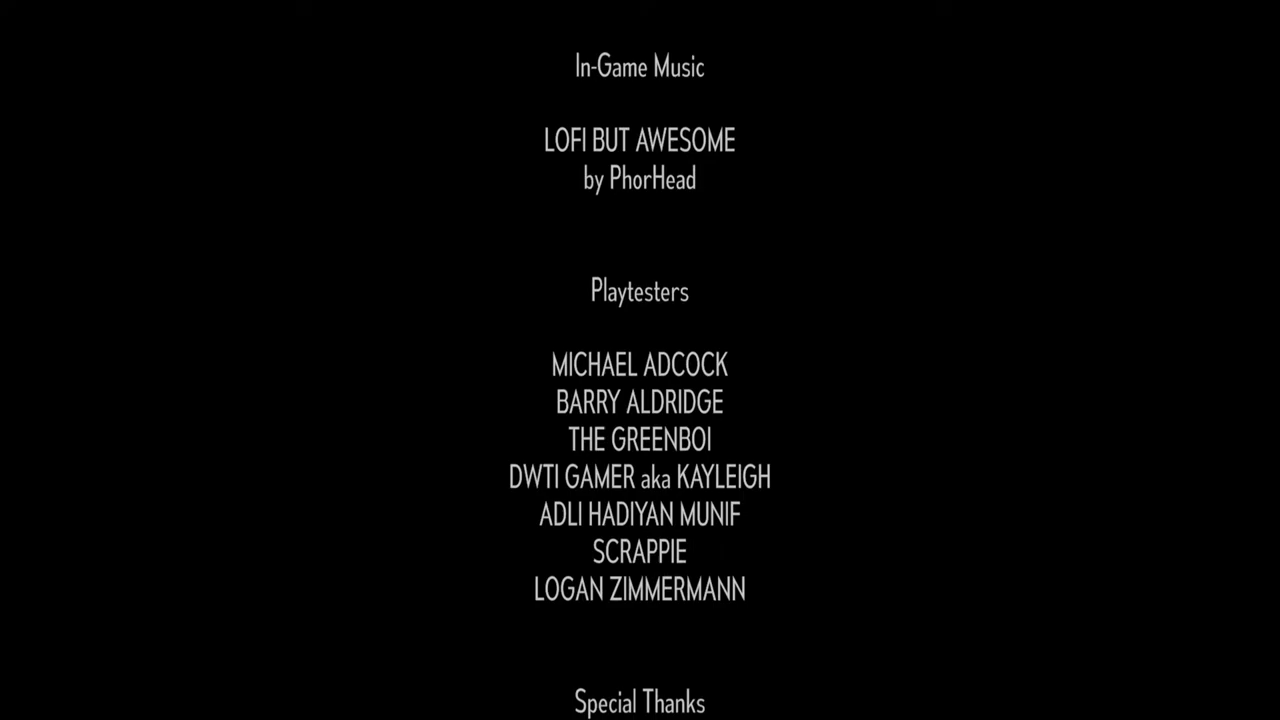 In-Game Music
LOFI BUT AWESOME
by PhorHead
Playtesters
MICHAEL ADCOCK
BARRY ALDRIDGE
THE GREENBOI
DWTI GAMER aka KAYLEIGH
ADLI HADIYAN MUNIF
SCRAPPIE
LOGAN ZIMMERMANN
Special Thanks